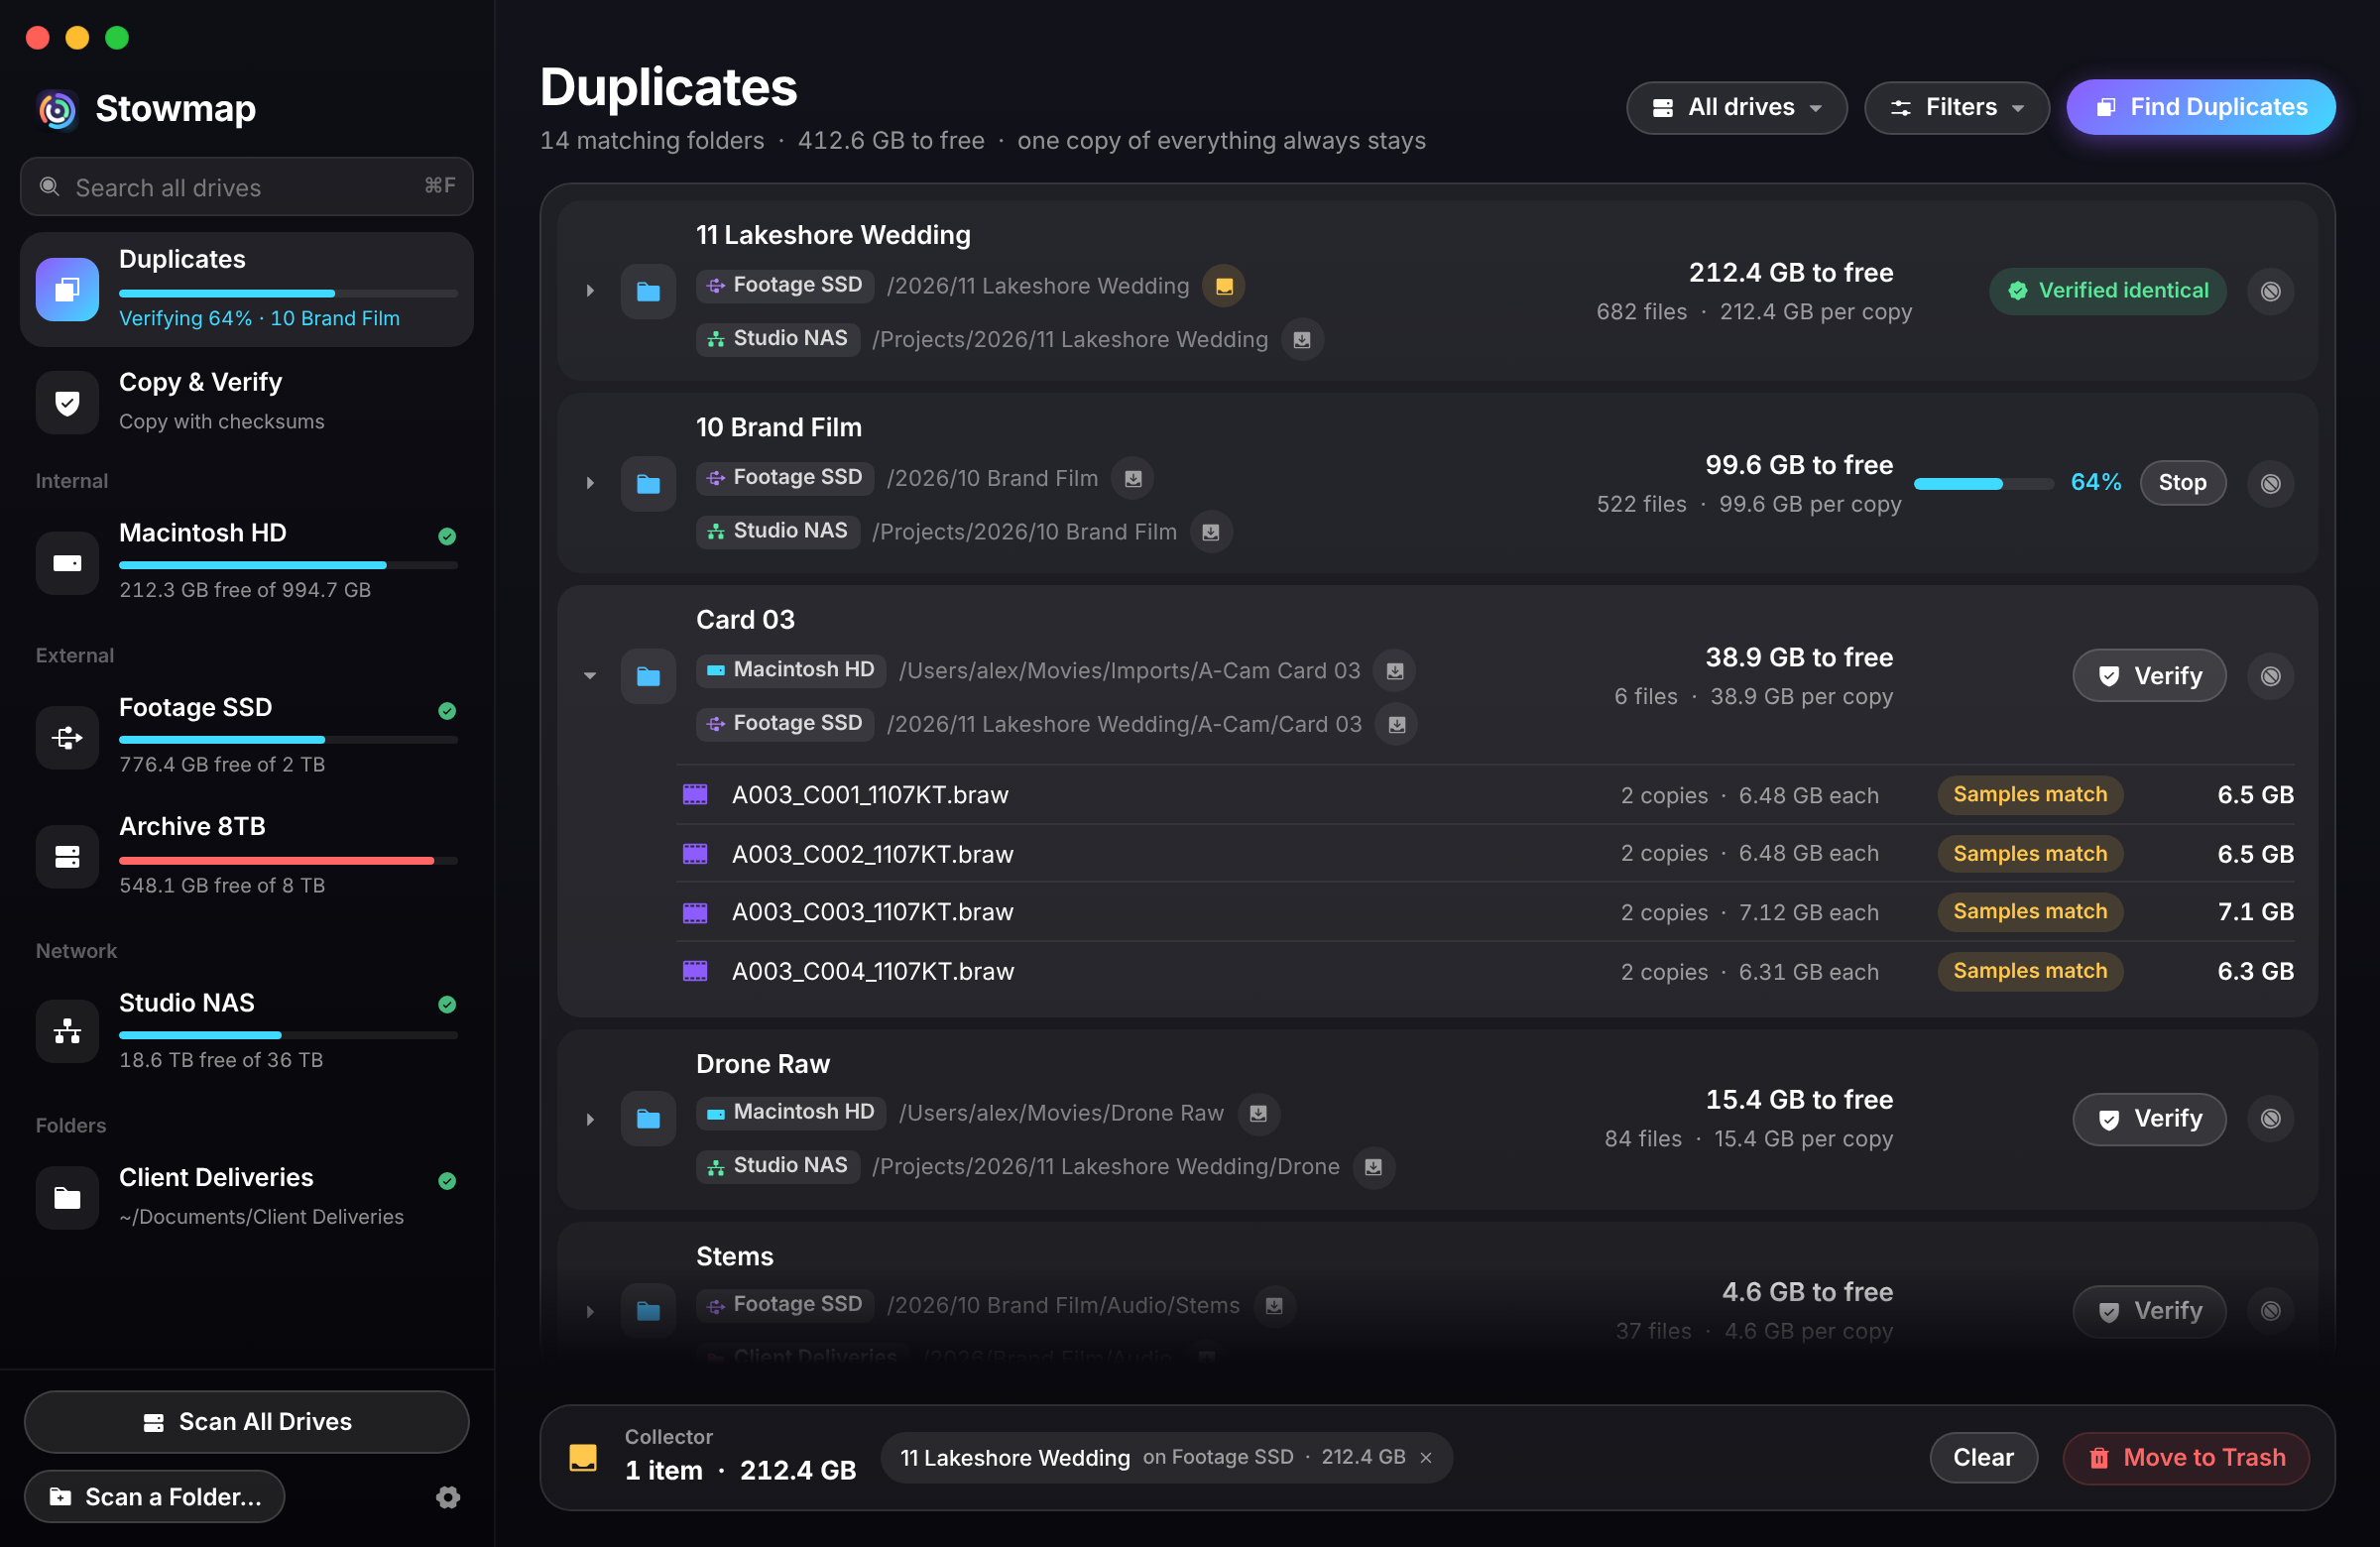 Stowmap
Search all drives ⌘F
Duplicates
Verifying 64% · 10 Brand Film
Copy & Verify
Copy with checksums
Internal
Macintosh HD
212.3 GB free of 994.7 GB
External
Footage SSD
776.4 GB free of 2 TB
Archive 8TB
548.1 GB free of 8 TB
Network
Studio NAS
18.6 TB free of 36 TB
Folders
Client Deliveries
~/Documents/Client Deliveries
Scan All Drives
Scan a Folder...
Duplicates
14 matching folders · 412.6 GB to free · one copy of everything always stays
All drives
Filters
Find Duplicates
11 Lakeshore Wedding
Footage SSD /2026/11 Lakeshore Wedding
Studio NAS /Projects/2026/11 Lakeshore Wedding
212.4 GB to free
682 files · 212.4 GB per copy
Verified identical
10 Brand Film
Footage SSD /2026/10 Brand Film
Studio NAS /Projects/2026/10 Brand Film
99.6 GB to free
522 files · 99.6 GB per copy
64%
Stop
Card 03
Macintosh HD /Users/alex/Movies/Imports/A-Cam Card 03
Footage SSD /2026/11 Lakeshore Wedding/A-Cam/Card 03
38.9 GB to free
6 files · 38.9 GB per copy
Verify
A003_C001_1107KT.braw 2 copies · 6.48 GB each Samples match 6.5 GB
A003_C002_1107KT.braw 2 copies · 6.48 GB each Samples match 6.5 GB
A003_C003_1107KT.braw 2 copies · 7.12 GB each Samples match 7.1 GB
A003_C004_1107KT.braw 2 copies · 6.31 GB each Samples match 6.3 GB
Drone Raw
Macintosh HD /Users/alex/Movies/Drone Raw
Studio NAS /Projects/2026/11 Lakeshore Wedding/Drone
15.4 GB to free
84 files · 15.4 GB per copy
Verify
Stems
Footage SSD /2026/10 Brand Film/Audio/Stems
Client Deliveries /2026/Brand Film/Audio
4.6 GB to free
37 files · 4.6 GB per copy
Verify
Collector
1 item · 212.4 GB
11 Lakeshore Wedding on Footage SSD · 212.4 GB ×
Clear
Move to Trash